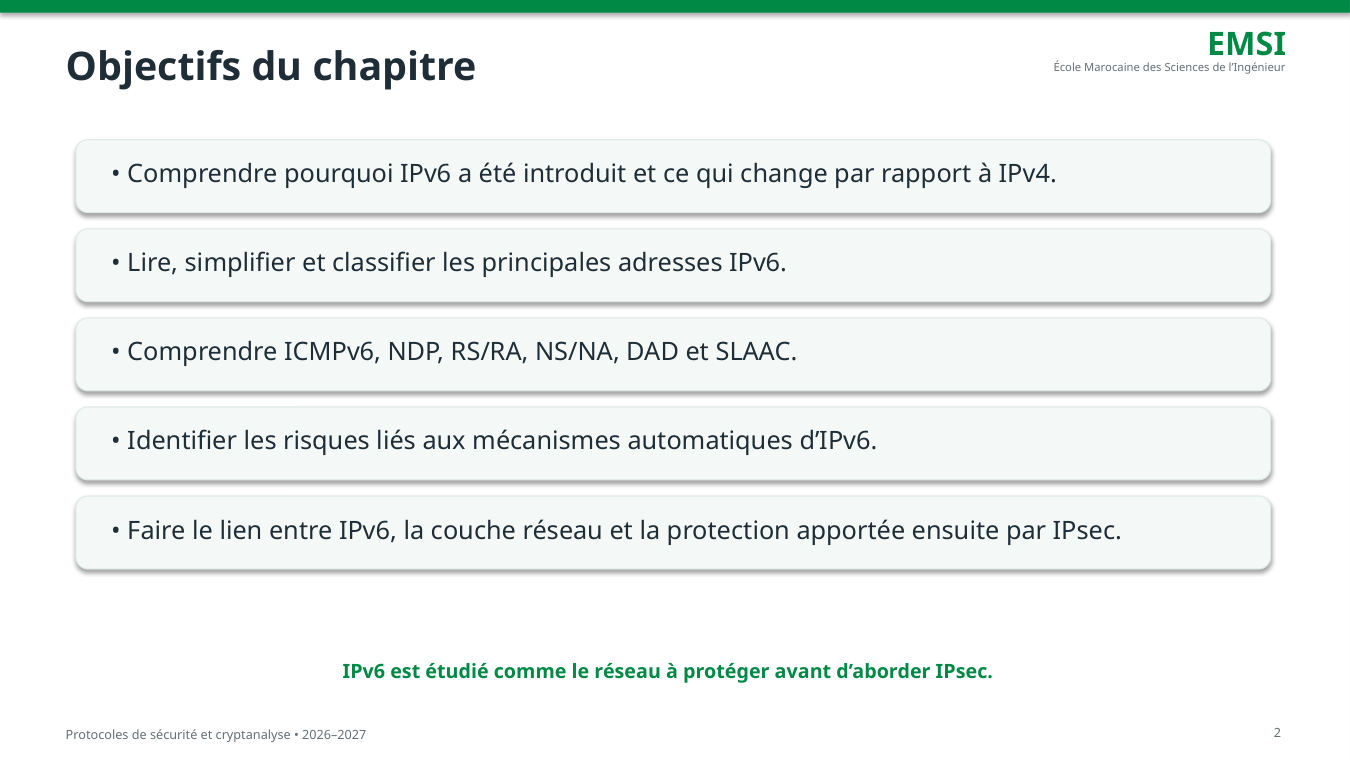 Objectifs du chapitre
EMSI
École Marocaine des Sciences de l’Ingénieur
• Comprendre pourquoi IPv6 a été introduit et ce qui change par rapport à IPv4.
• Lire, simplifier et classifier les principales adresses IPv6.
• Comprendre ICMPv6, NDP, RS/RA, NS/NA, DAD et SLAAC.
• Identifier les risques liés aux mécanismes automatiques d’IPv6.
• Faire le lien entre IPv6, la couche réseau et la protection apportée ensuite par IPsec.
IPv6 est étudié comme le réseau à protéger avant d’aborder IPsec.
Protocoles de sécurité et cryptanalyse • 2026–2027
2